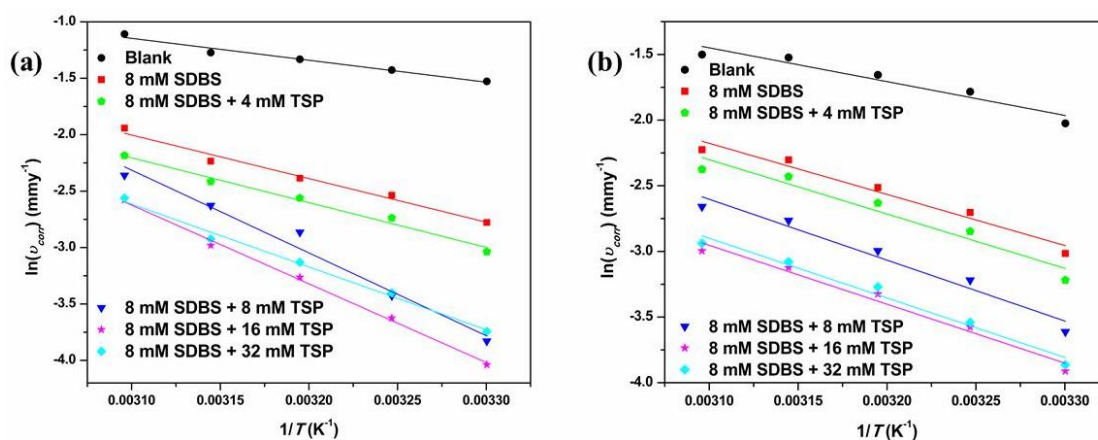 (a)
-1.0
-1.5
-2.0
-2.5
-3.0
-3.5
-4.0
ln(υcorr) (mmy-1)
Blank
8 mM SDBS
8 mM SDBS + 4 mM TSP
8 mM SDBS + 8 mM TSP
8 mM SDBS + 16 mM TSP
8 mM SDBS + 32 mM TSP
0.00310 0.00315 0.00320 0.00325 0.00330
1/T(K-1)
(b)
-1.5
-2.0
-2.5
-3.0
-3.5
-4.0
ln(υcorr) (mmy-1)
Blank
8 mM SDBS
8 mM SDBS + 4 mM TSP
8 mM SDBS + 8 mM TSP
8 mM SDBS + 16 mM TSP
8 mM SDBS + 32 mM TSP
0.00310 0.00315 0.00320 0.00325 0.00330
1/T(K-1)